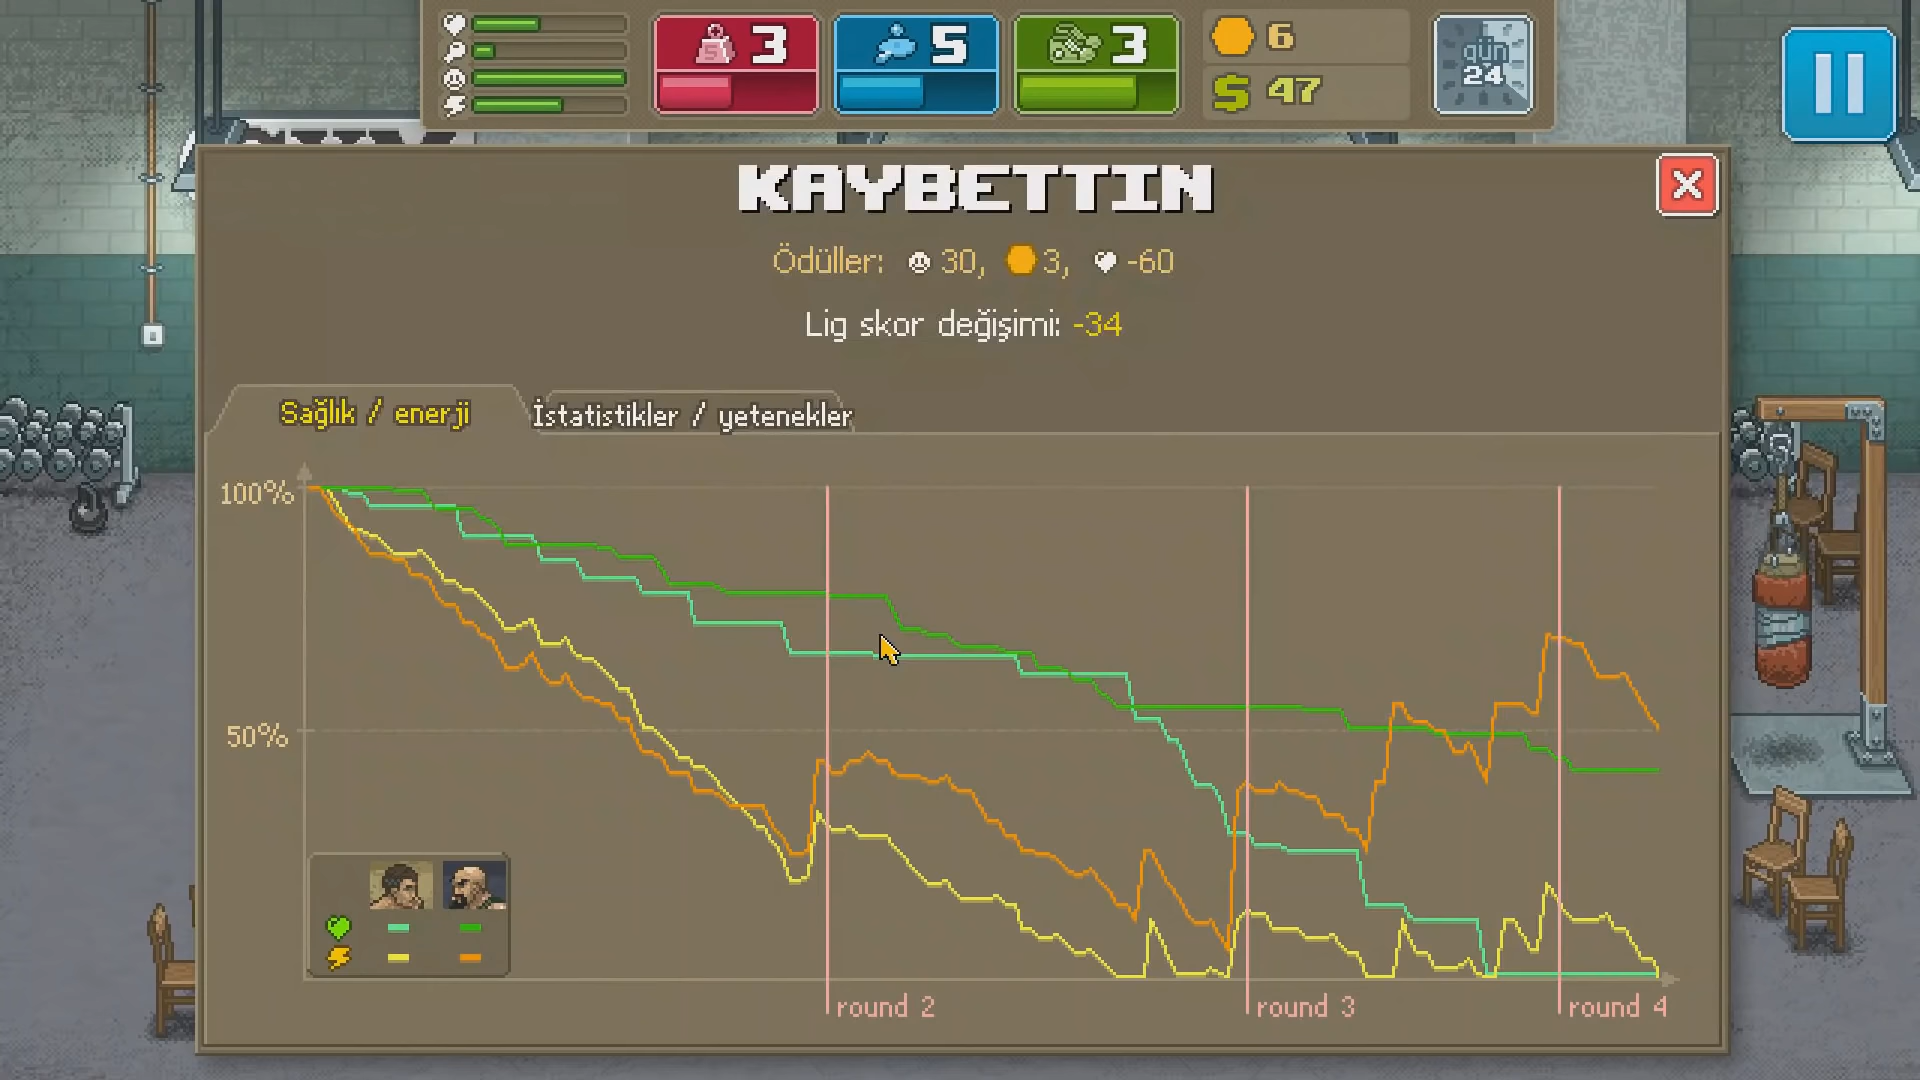 3
5
3
6
47
gün
24
KAYBETTIN
Ödüller: 30, 3, -60
Lig skor değişimi: -34
Sağlık / enerji
İstatistikler / yetenekler
100%
50%
round 2
round 3
round 4